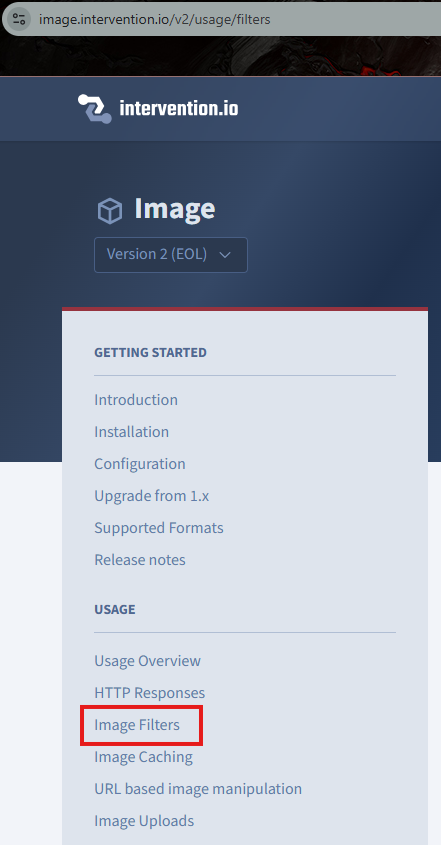 image.intervention.io/v2/usage/filters
intervention.io
Image
Version 2 (EOL)
GETTING STARTED
Introduction
Installation
Configuration
Upgrade from 1.x
Supported Formats
Release notes
USAGE
Usage Overview
HTTP Responses
Image Filters
Image Caching
URL based image manipulation
Image Uploads